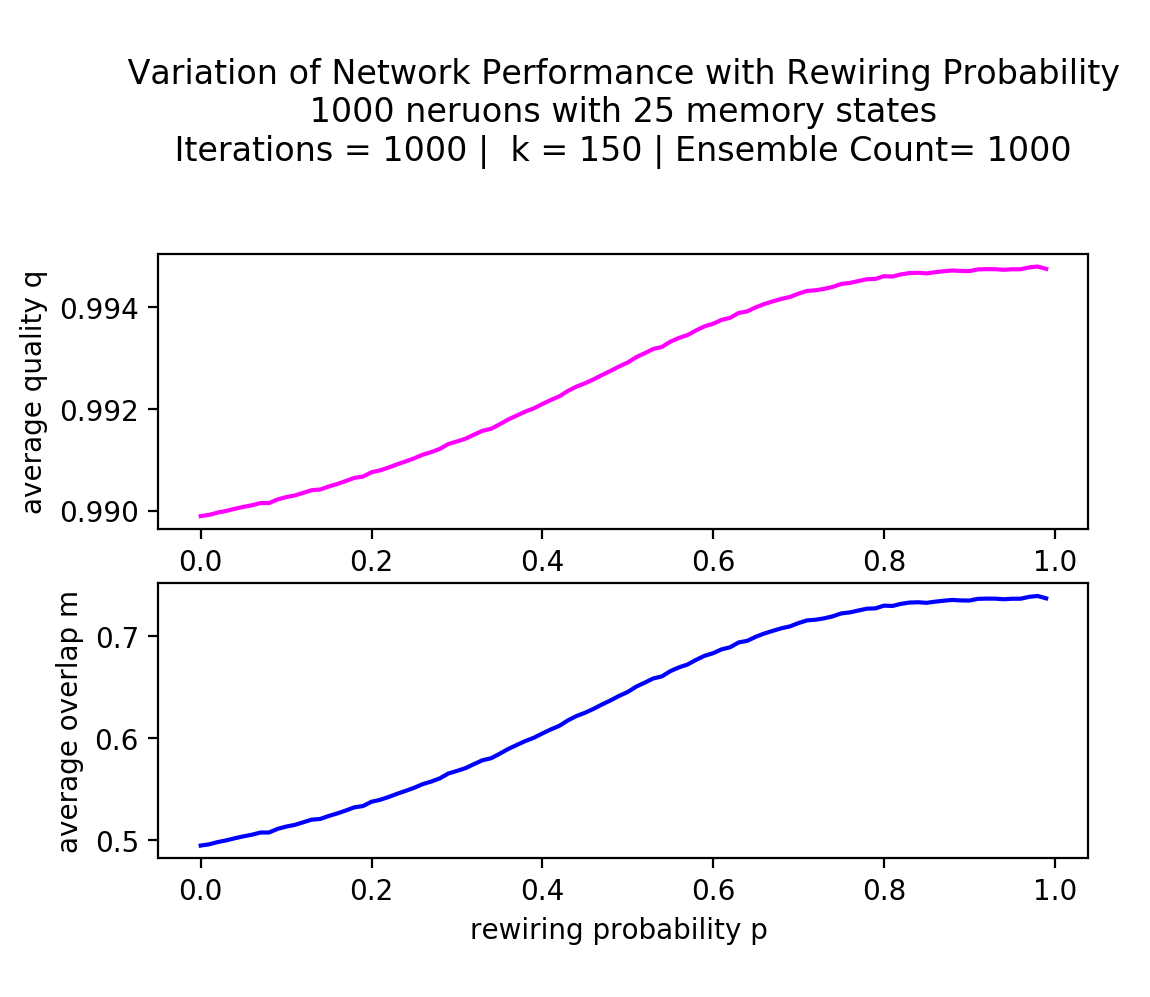 Variation of Network Performance with Rewiring Probability
1000 neruons with 25 memory states
Iterations = 1000 |  k = 150 | Ensemble Count= 1000
average quality q
0.994
0.992
0.990
0.0 0.2 0.4 0.6 0.8 1.0
average overlap m
0.7
0.6
0.5
0.0 0.2 0.4 0.6 0.8 1.0
rewiring probability p